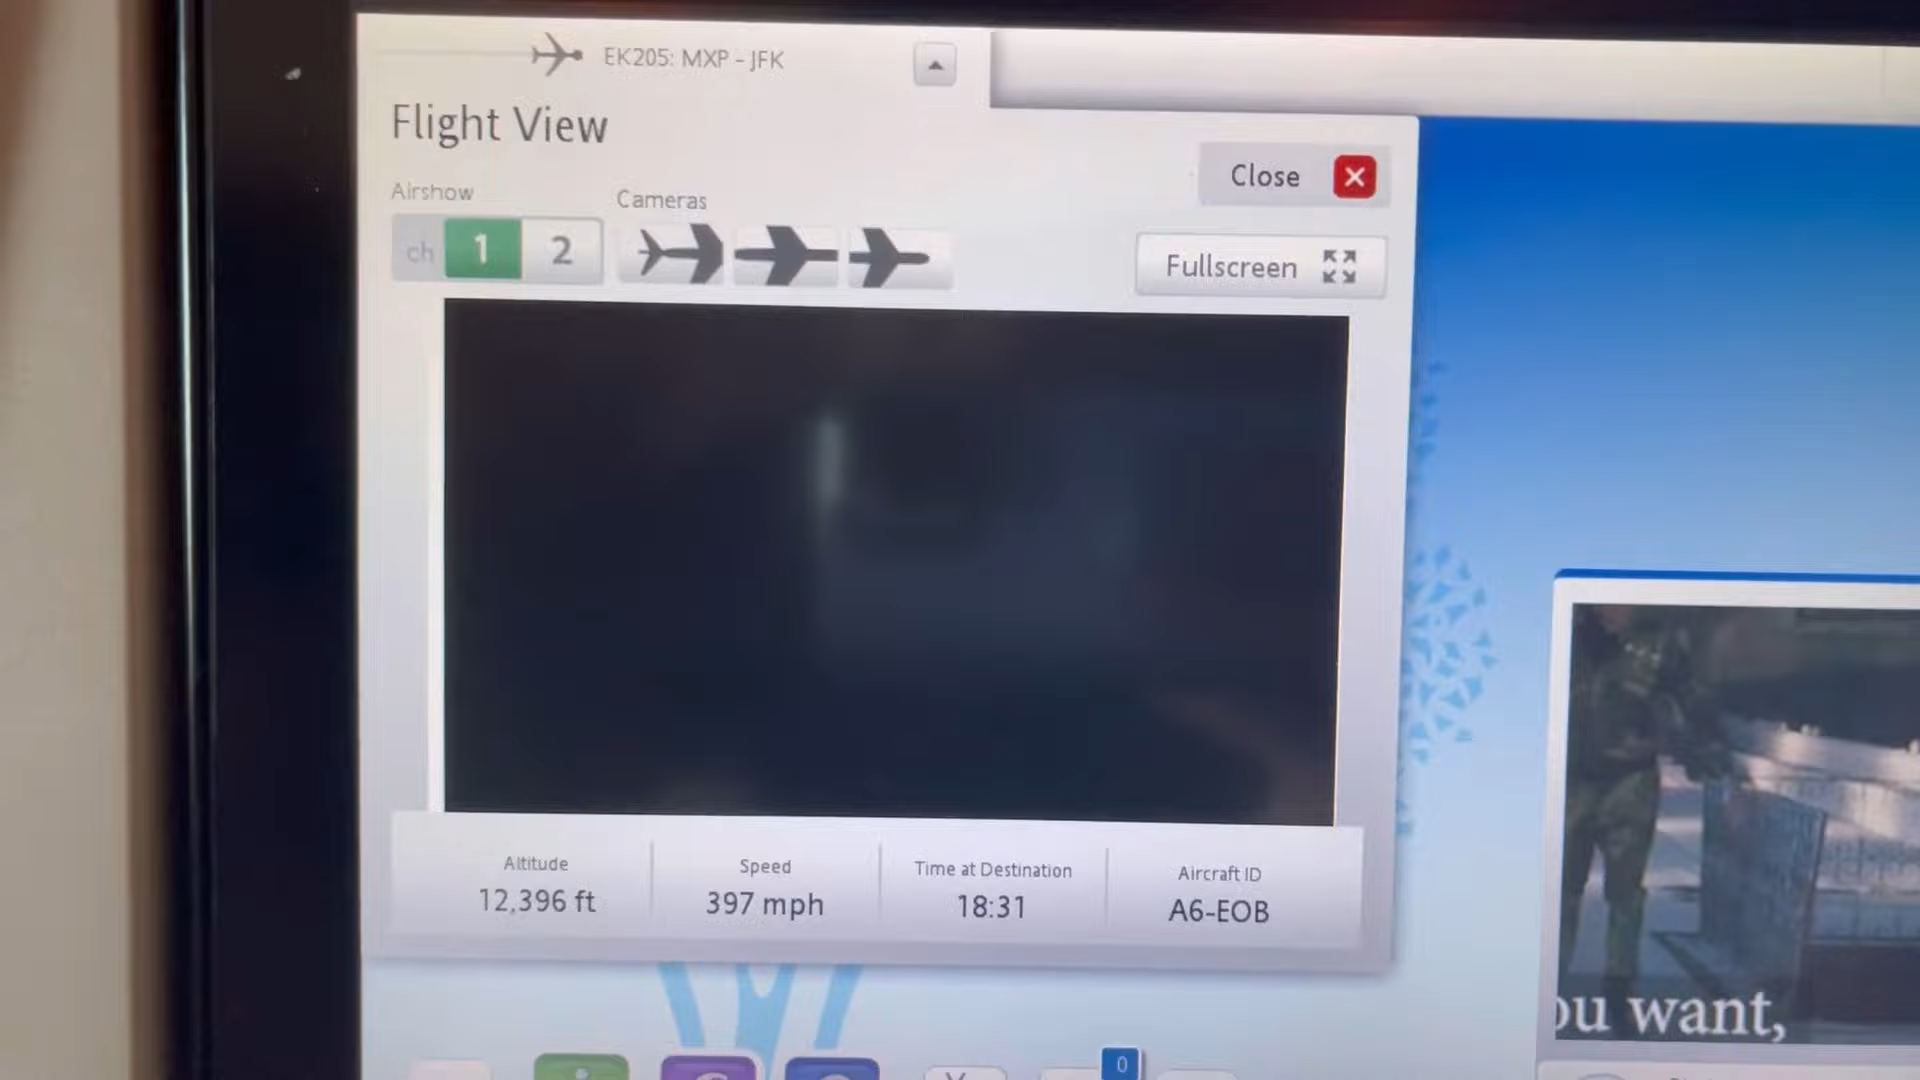 EK205: MXP - JFK
Flight View
Close
Airshow
Cameras
ch 1 2
Fullscreen
Altitude
Speed
Time at Destination
Aircraft ID
12,396 ft
397 mph
18:31
A6-EOB
ou want,
0